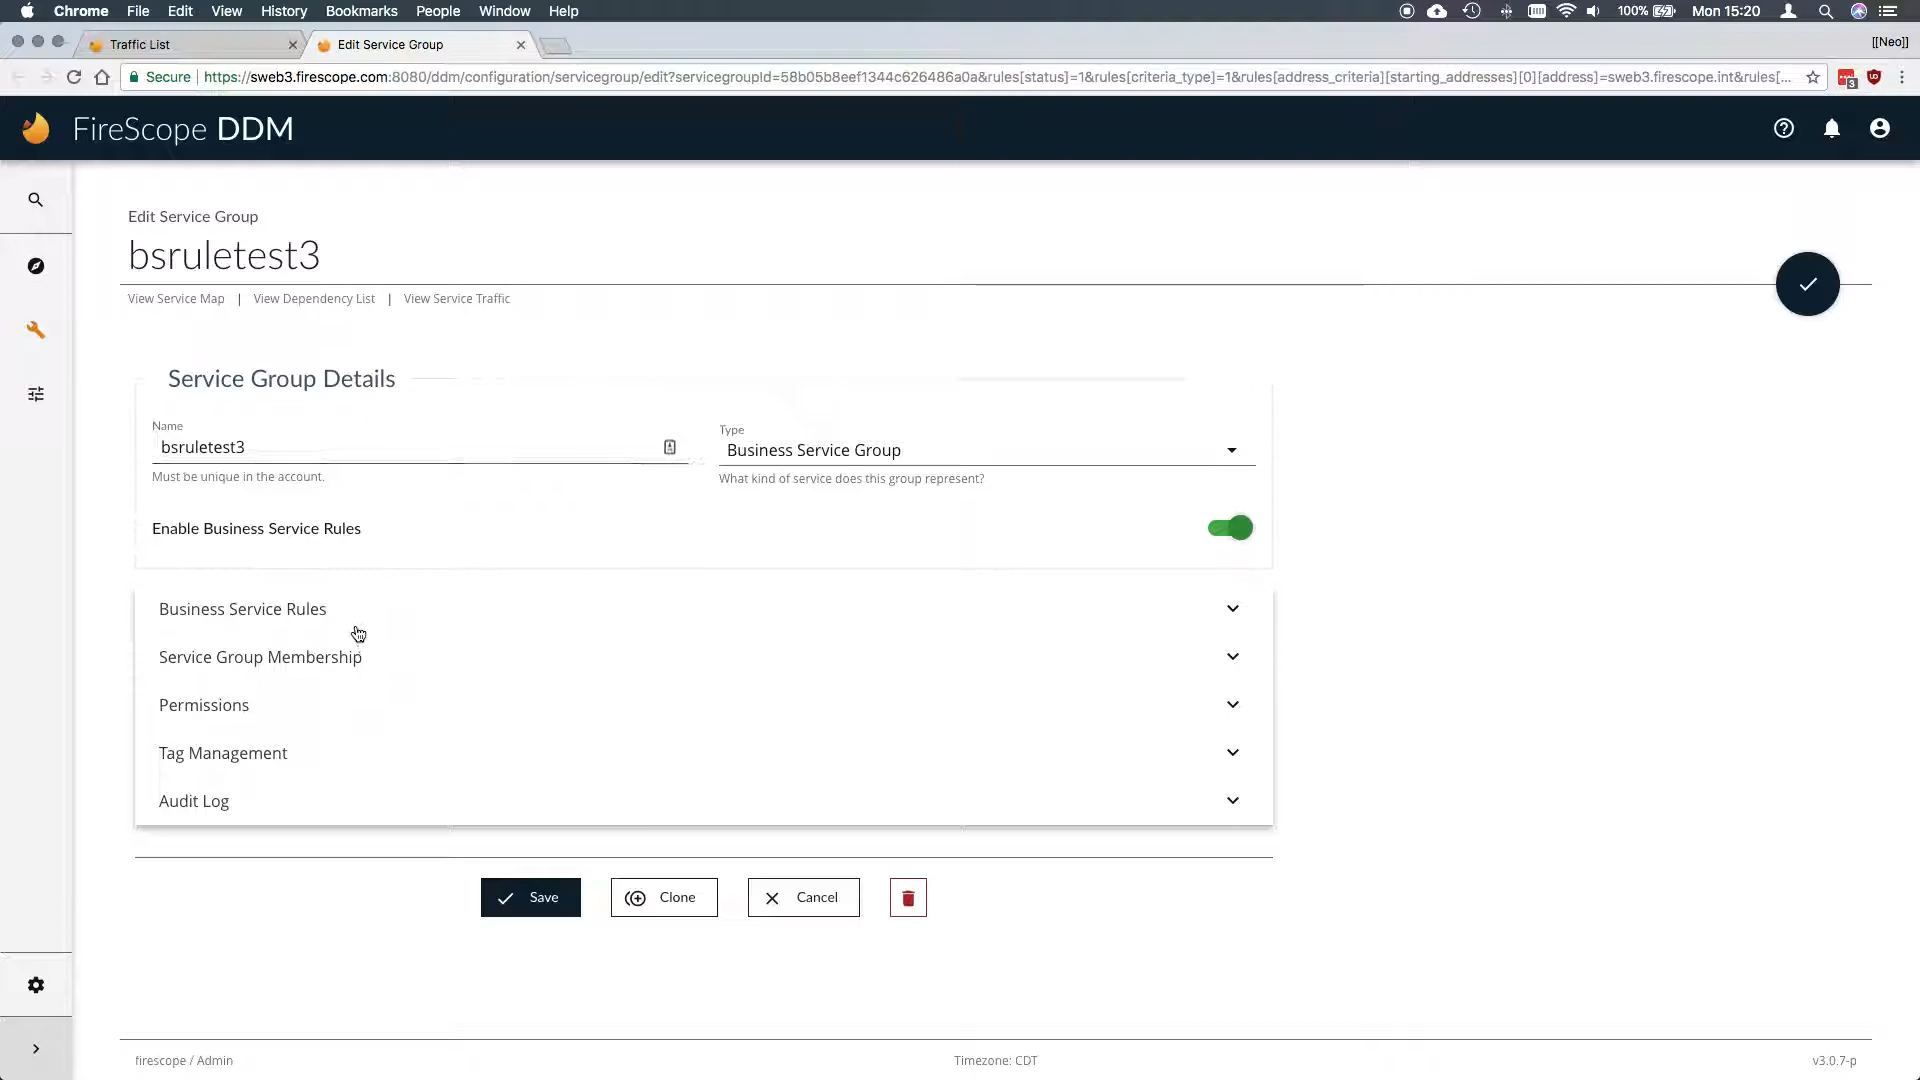 Chrome File Edit View History Bookmarks People Window Help 100% Mon 15:20
Traffic List Edit Service Group [[Neo]]
Secure https://sweb3.firescope.com:8080/ddm/configuration/servicegroup/edit?servicegroupId=58b05b8eef1344c626486a0a&rules[status]=1&rules[criteria_type]=1&rules[address_criteria][starting_addresses][0][address]=sweb3.firescope.int&rules[... 3
FireScope DDM
Edit Service Group
bsruletest3
View Service Map | View Dependency List | View Service Traffic
Service Group Details
Name
bsruletest3
Must be unique in the account.
Type
Business Service Group
What kind of service does this group represent?
Enable Business Service Rules
Business Service Rules
Service Group Membership
Permissions
Tag Management
Audit Log
Save Clone Cancel
firescope / Admin Timezone: CDT v3.0.7-p